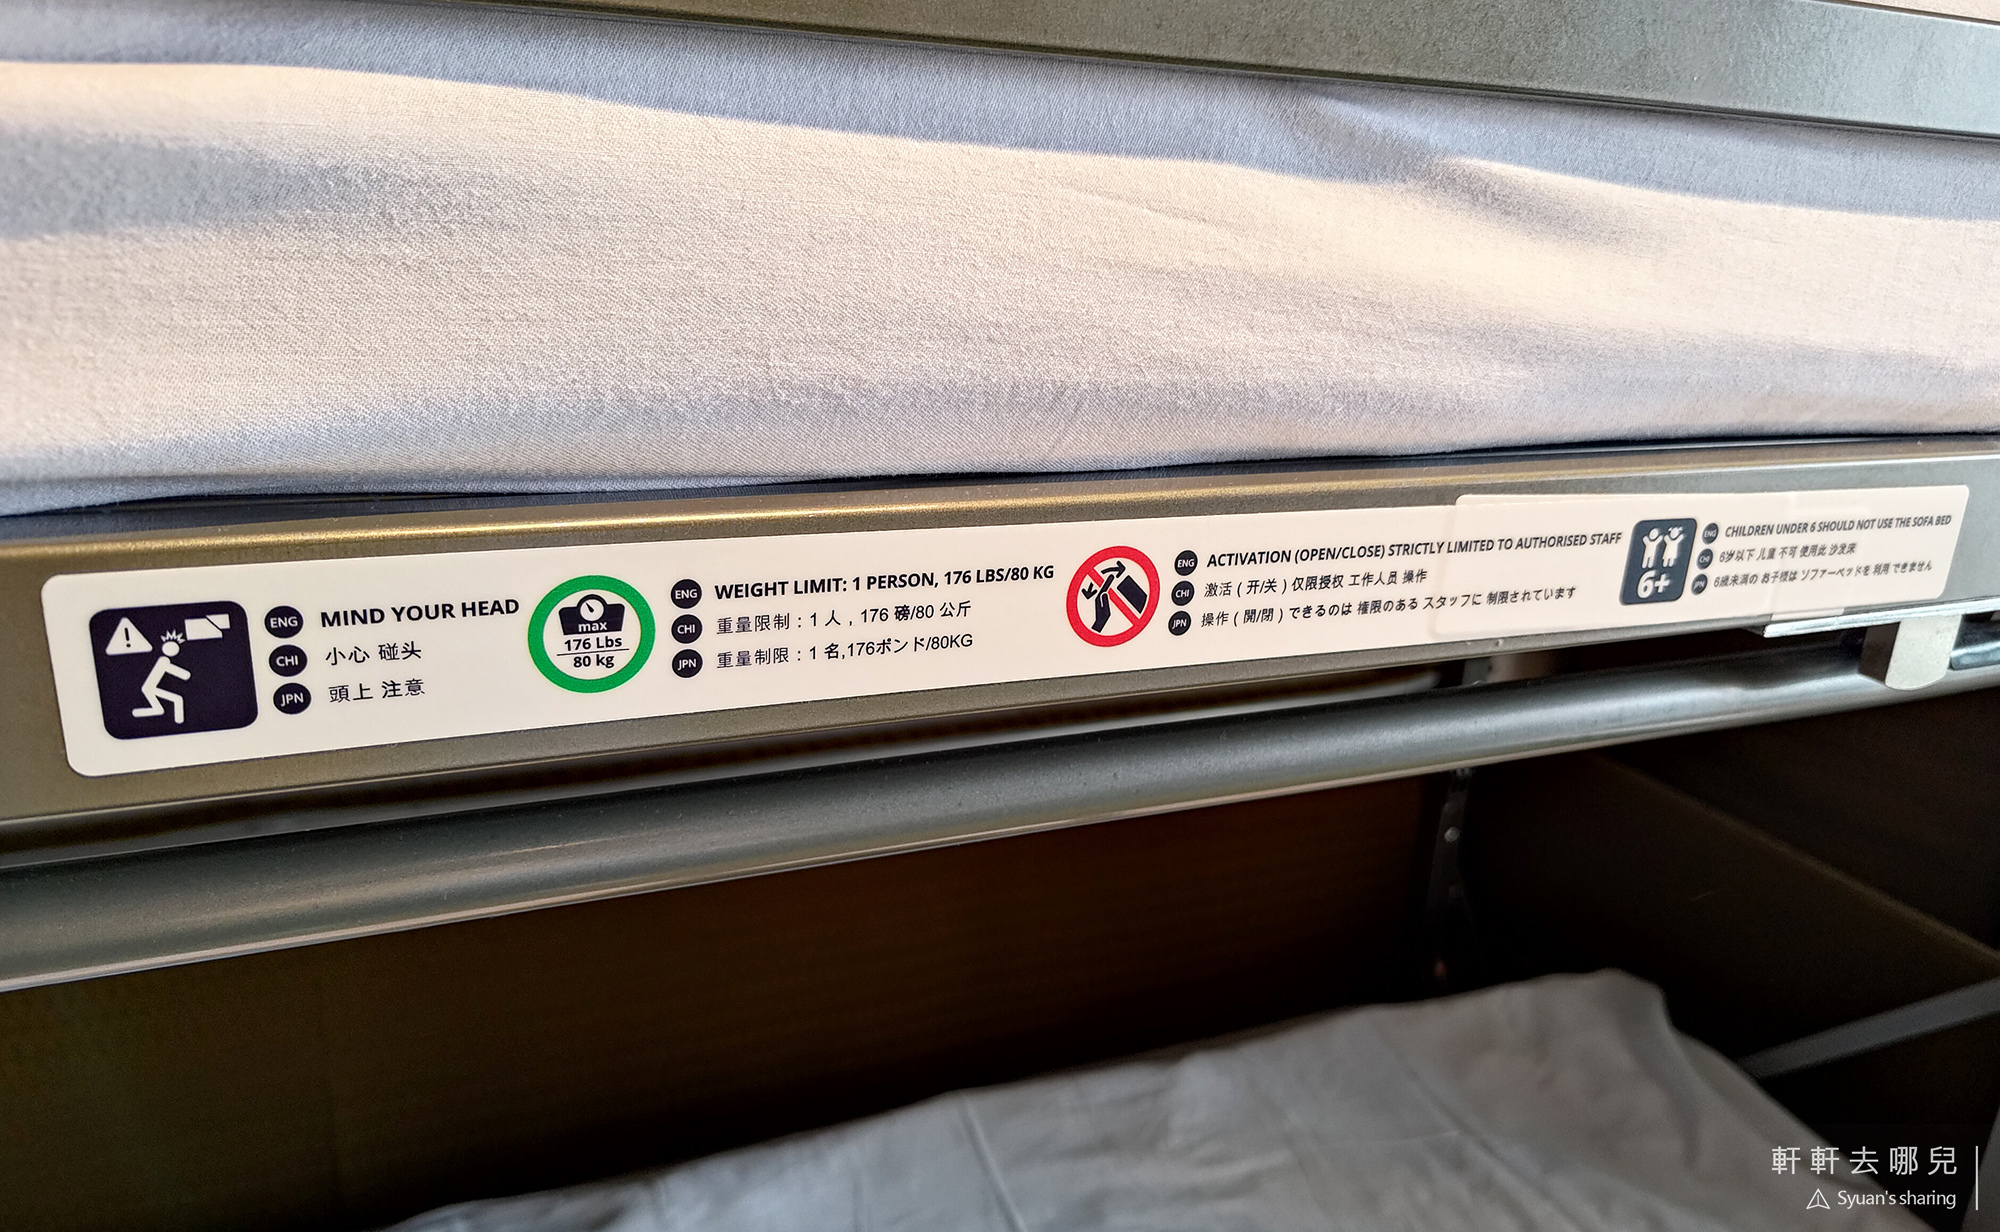 ENG MIND YOUR HEAD
CHI 小心 碰头
JPN 頭上 注意
max
176 Lbs
80 kg
ENG WEIGHT LIMIT: 1 PERSON, 176 LBS/80 KG
CHI 重量限制：1 人，176 磅/80 公斤
JPN 重量制限：1 名,176ポンド/80KG
ENG ACTIVATION (OPEN/CLOSE) STRICTLY LIMITED TO AUTHORISED STAFF
CHI 激活（开/关）仅限授权 工作人员 操作
JPN 操作（開/閉）できるのは 権限のある スタッフに 制限されています
6+
ENG CHILDREN UNDER 6 SHOULD NOT USE THE SOFA BED
CHI 6岁以下 儿童 不可 使用此 沙发床
JPN 6歳未満の お子様は ソファーベッドを 利用 できません
軒軒去哪兒
Syuan's sharing